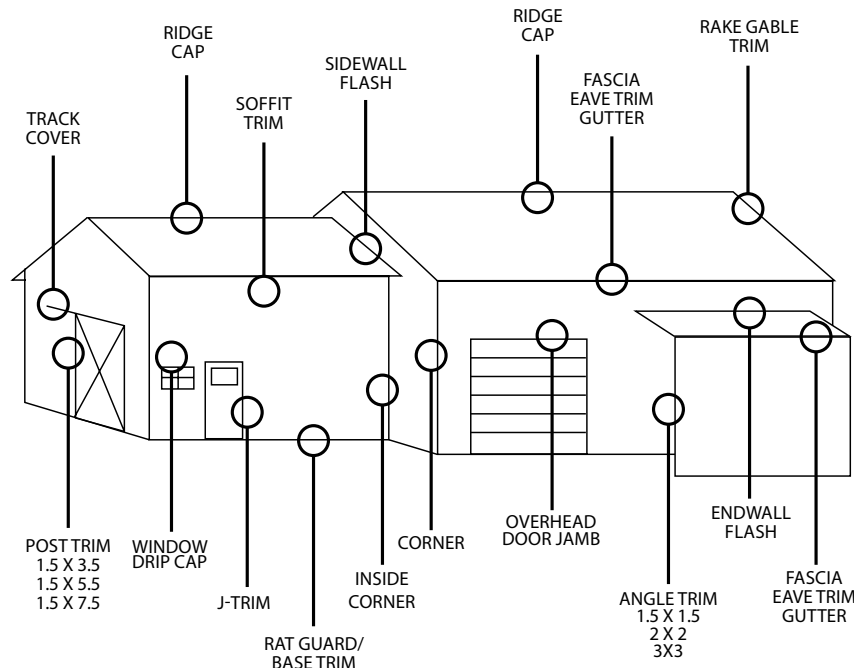 RIDGE
CAP
RIDGE
CAP
RAKE GABLE
TRIM
SIDEWALL
FLASH
FASCIA
EAVE TRIM
GUTTER
SOFFIT
TRIM
TRACK
COVER
POST TRIM
1.5 X 3.5
1.5 X 5.5
1.5 X 7.5
WINDOW
DRIP CAP
J-TRIM
RAT GUARD/
BASE TRIM
INSIDE
CORNER
CORNER
OVERHEAD
DOOR JAMB
ANGLE TRIM
1.5 X 1.5
2 X 2
3X3
ENDWALL
FLASH
FASCIA
EAVE TRIM
GUTTER